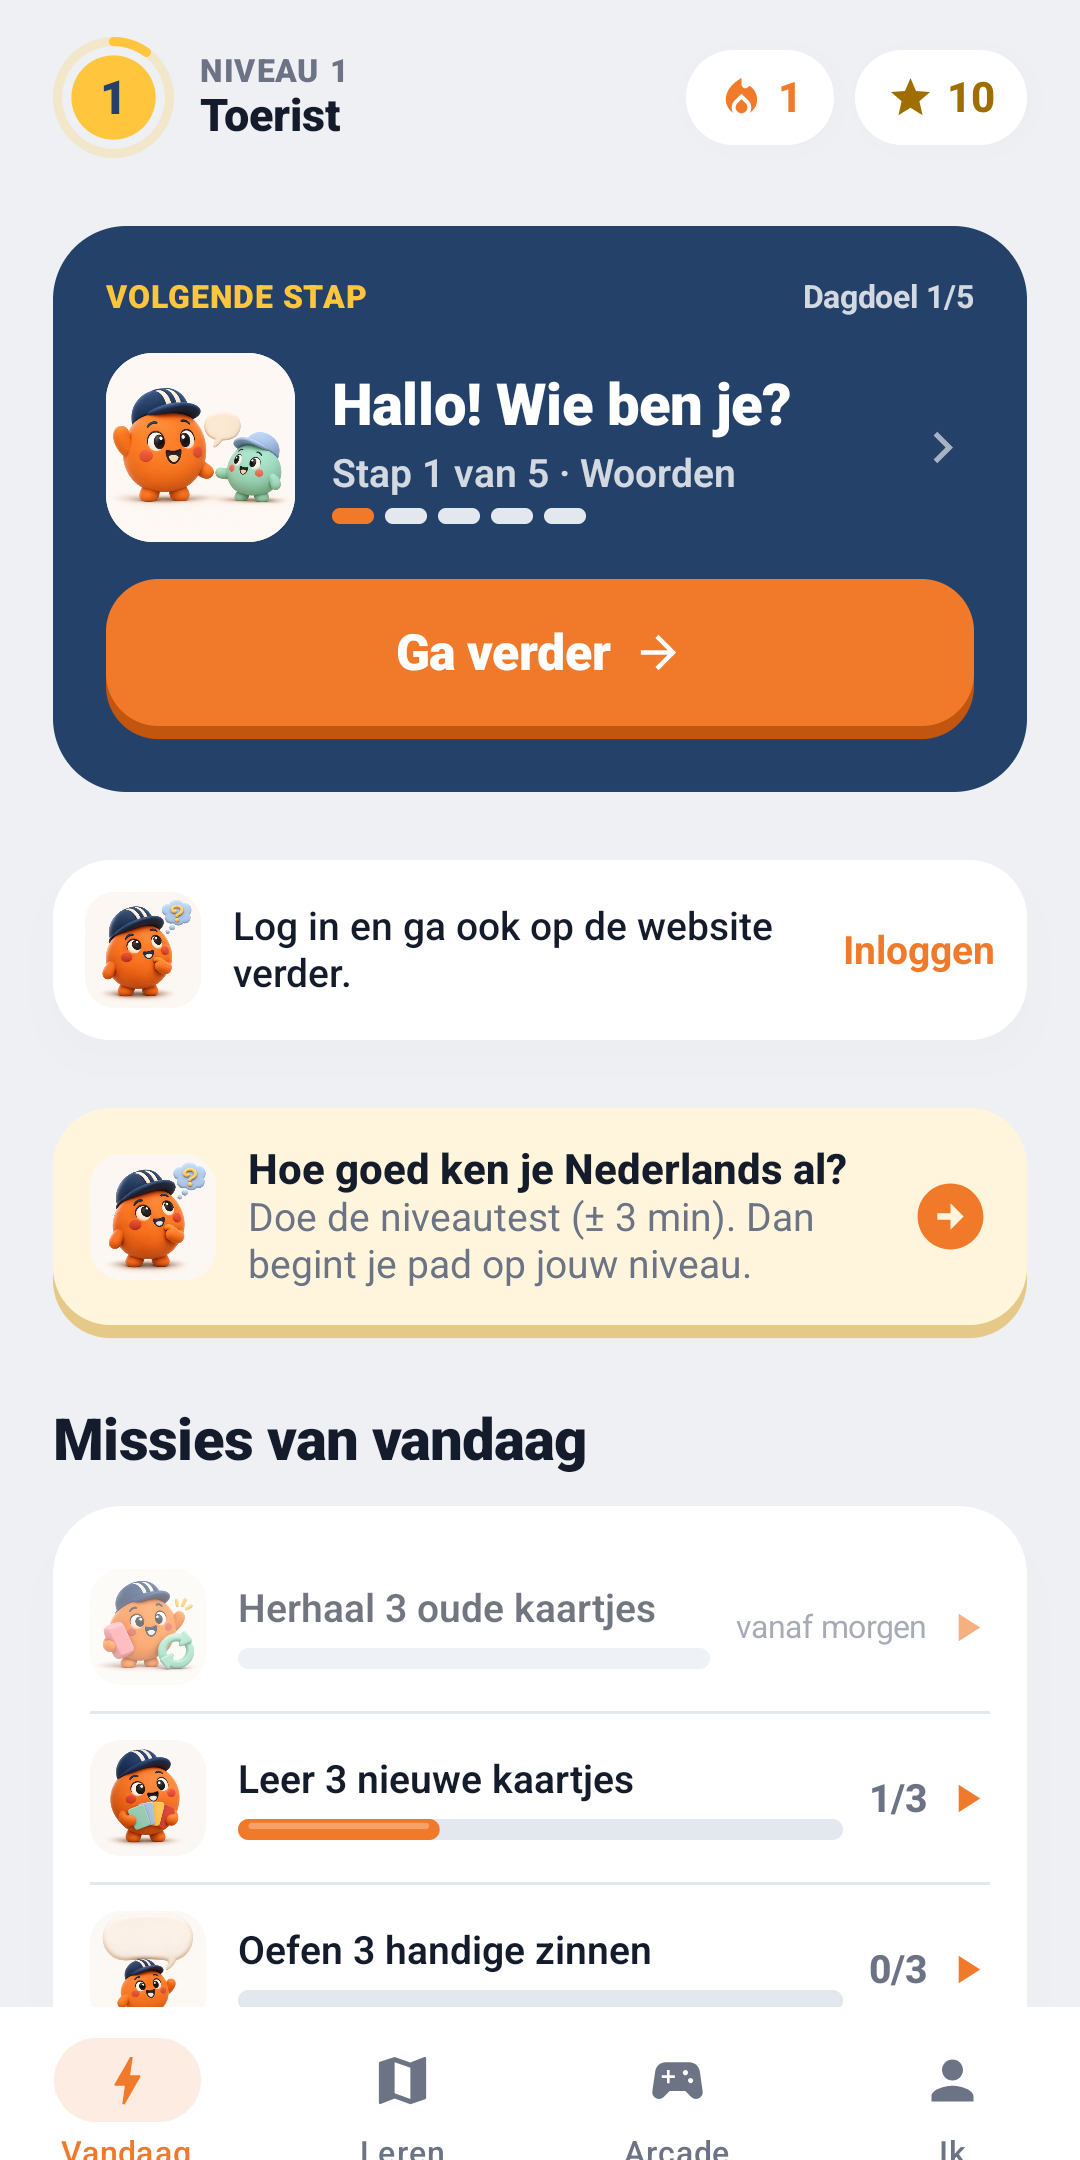 1
NIVEAU 1
Toerist
1
10
VOLGENDE STAP
Dagdoel 1/5
Hallo! Wie ben je?
Stap 1 van 5 · Woorden
Ga verder →
Log in en ga ook op de website
verder.
Inloggen
?
Hoe goed ken je Nederlands al?
Doe de niveautest (± 3 min). Dan
begint je pad op jouw niveau.
?
Missies van vandaag
Herhaal 3 oude kaartjes
vanaf morgen
Leer 3 nieuwe kaartjes
1/3
Oefen 3 handige zinnen
0/3
Vandaag
Leren
Arcade
Ik